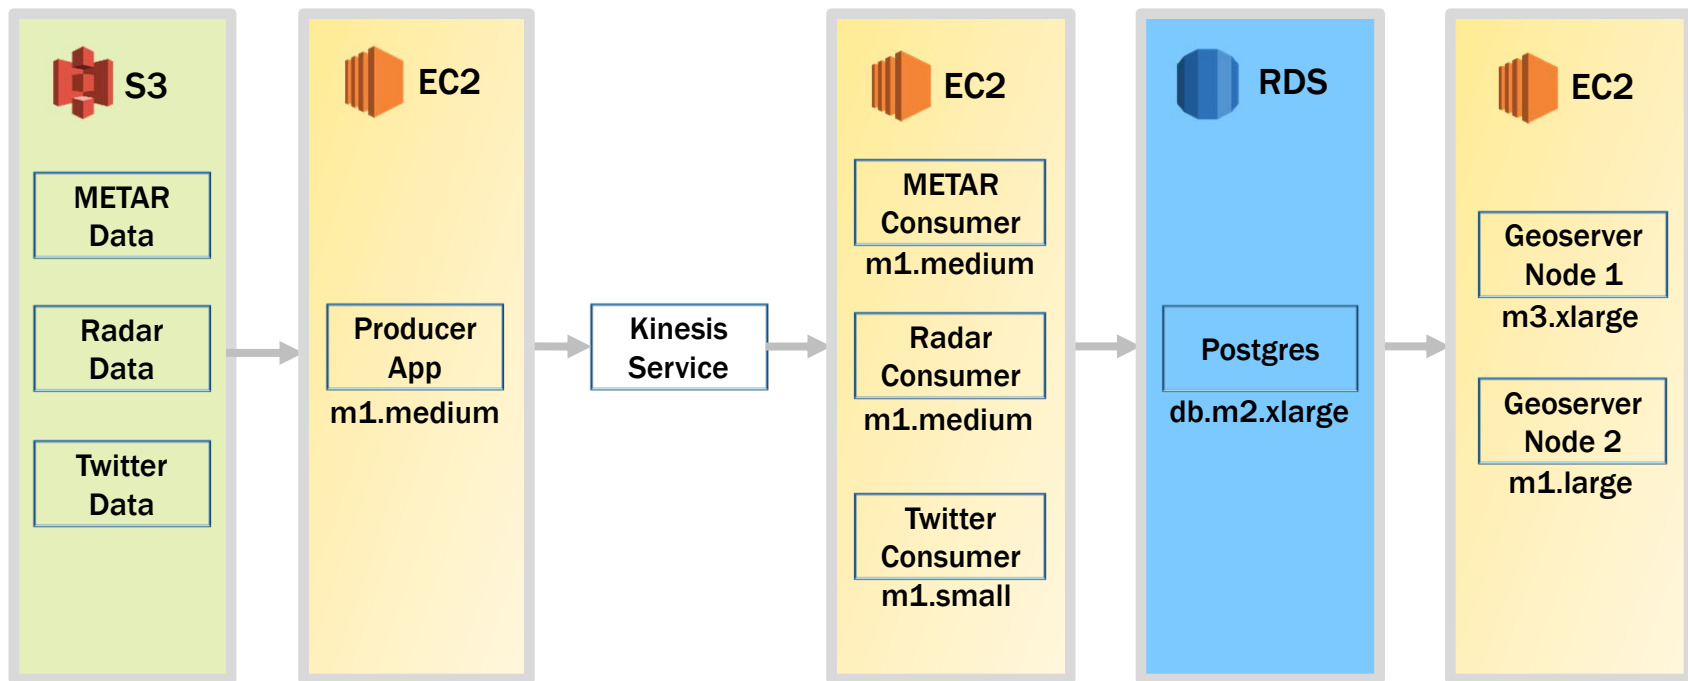 S3
METAR
Data
Radar
Data
Twitter
Data
EC2
Producer
App
m1.medium
Kinesis
Service
EC2
METAR
Consumer
m1.medium
Radar
Consumer
m1.medium
Twitter
Consumer
m1.small
RDS
Postgres
db.m2.xlarge
EC2
Geoserver
Node 1
m3.xlarge
Geoserver
Node 2
m1.large